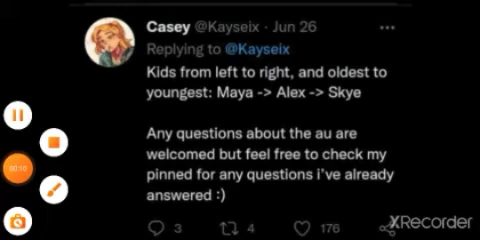 Casey @Kayseix · Jun 26
Replying to @Kayseix
Kids from left to right, and oldest to
youngest: Maya -> Alex -> Skye
Any questions about the au are
welcomed but feel free to check my
pinned for any questions i've already
answered :)
00:10
3 4 176
XRecorder